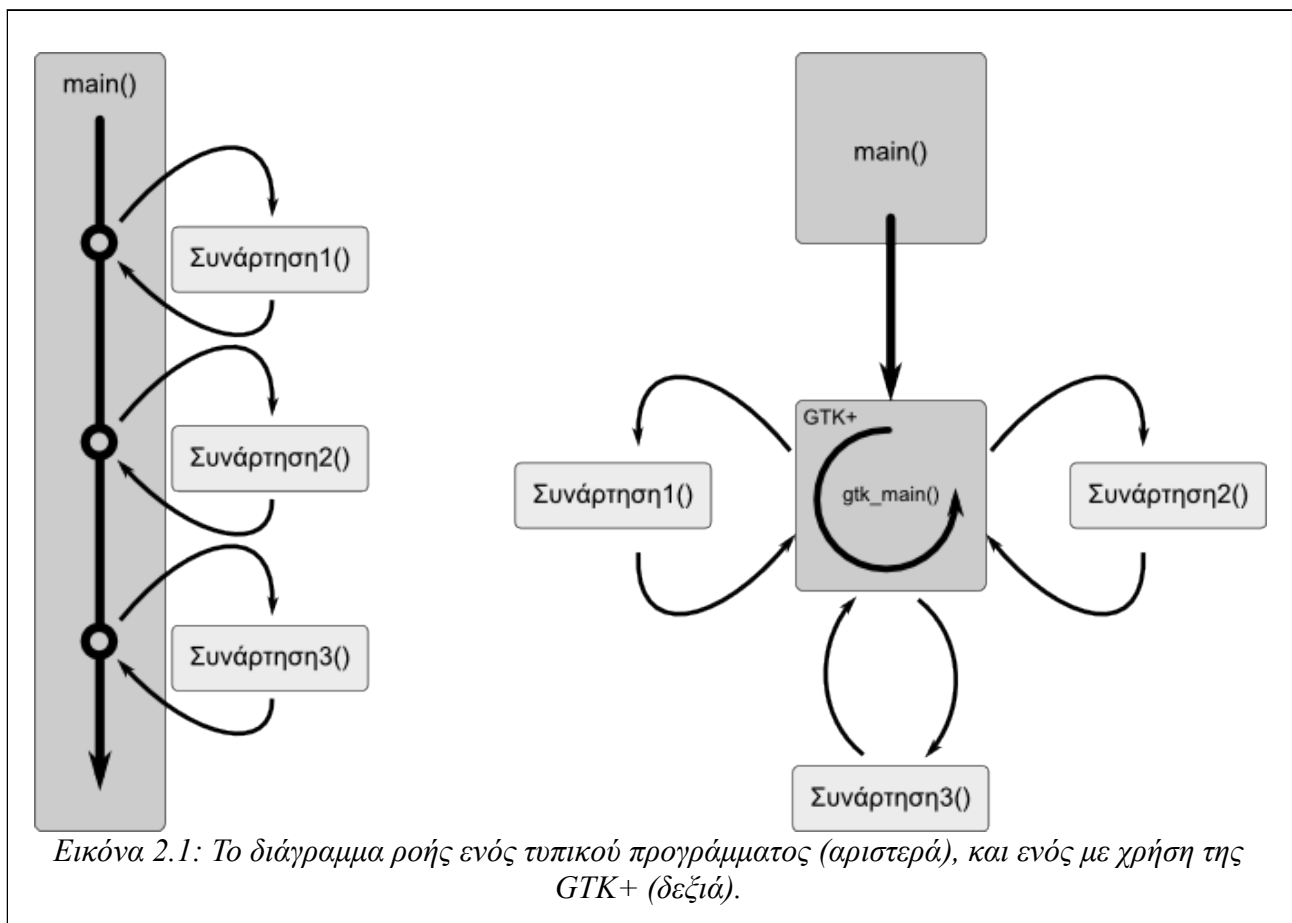 main()
Συνάρτηση1()
Συνάρτηση2()
Συνάρτηση3()
main()
GTK+
gtk_main()
Συνάρτηση1()
Συνάρτηση2()
Συνάρτηση3()
Εικόνα 2.1: Το διάγραμμα ροής ενός τυπικού προγράμματος (αριστερά), και ενός με χρήση της
GTK+ (δεξιά).